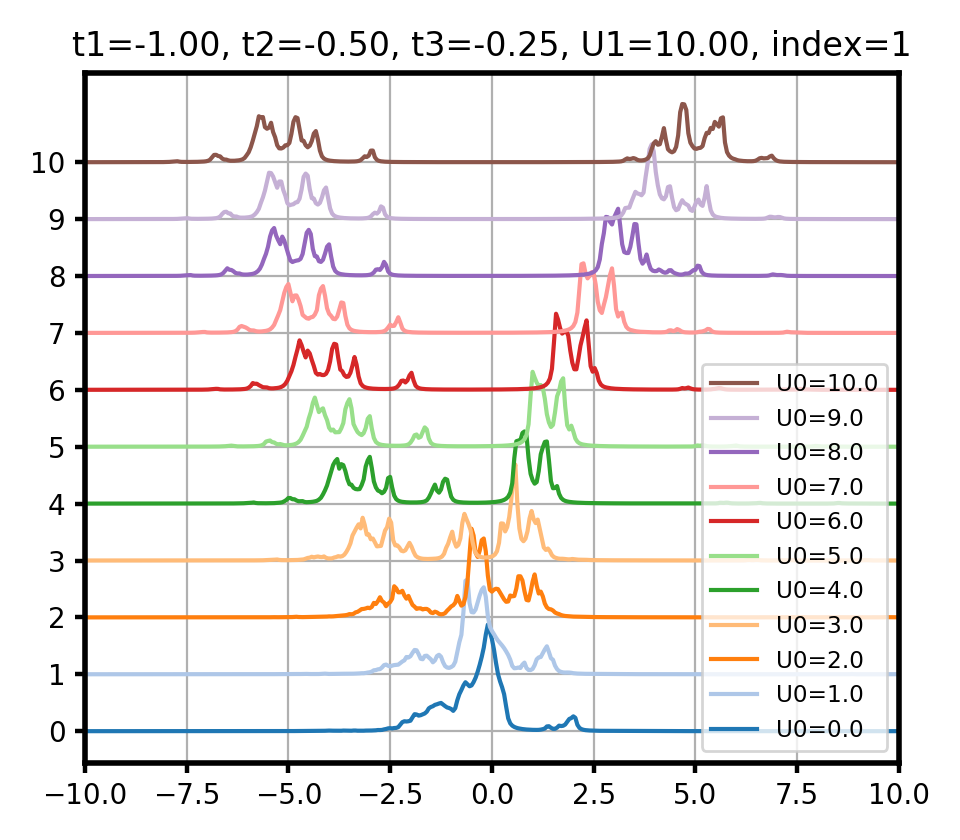 t1=-1.00, t2=-0.50, t3=-0.25, U1=10.00, index=1
10
9
8
7
6
5
4
3
2
1
0
U0=10.0
U0=9.0
U0=8.0
U0=7.0
U0=6.0
U0=5.0
U0=4.0
U0=3.0
U0=2.0
U0=1.0
U0=0.0
−10.0 −7.5 −5.0 −2.5 0.0 2.5 5.0 7.5 10.0